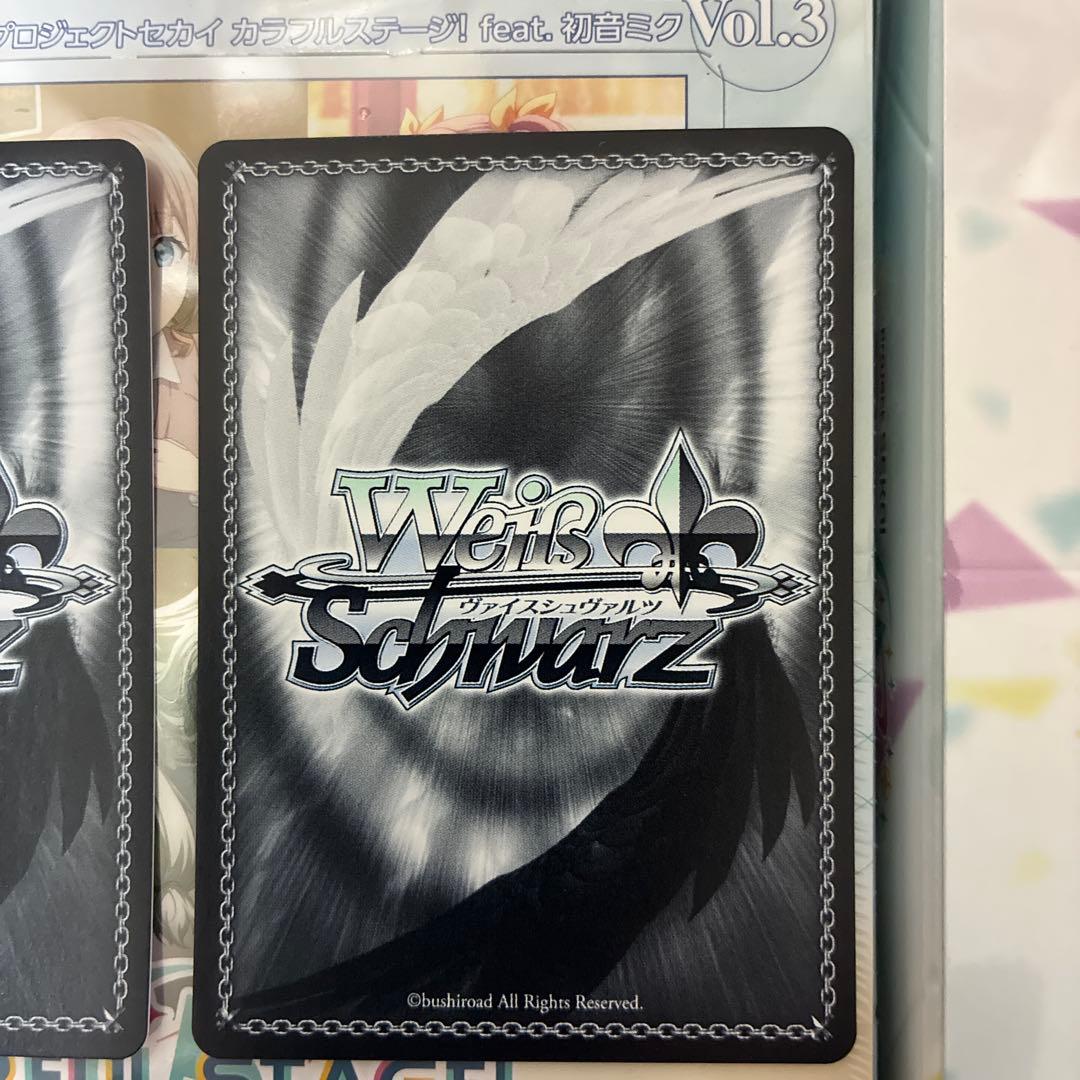 プロジェクトセカイ カラフルステージ! feat. 初音ミク Vol.3
Weiß
ヴァイスシュヴァルツ
Schwarz
©bushiroad All Rights Reserved.
STAGE!